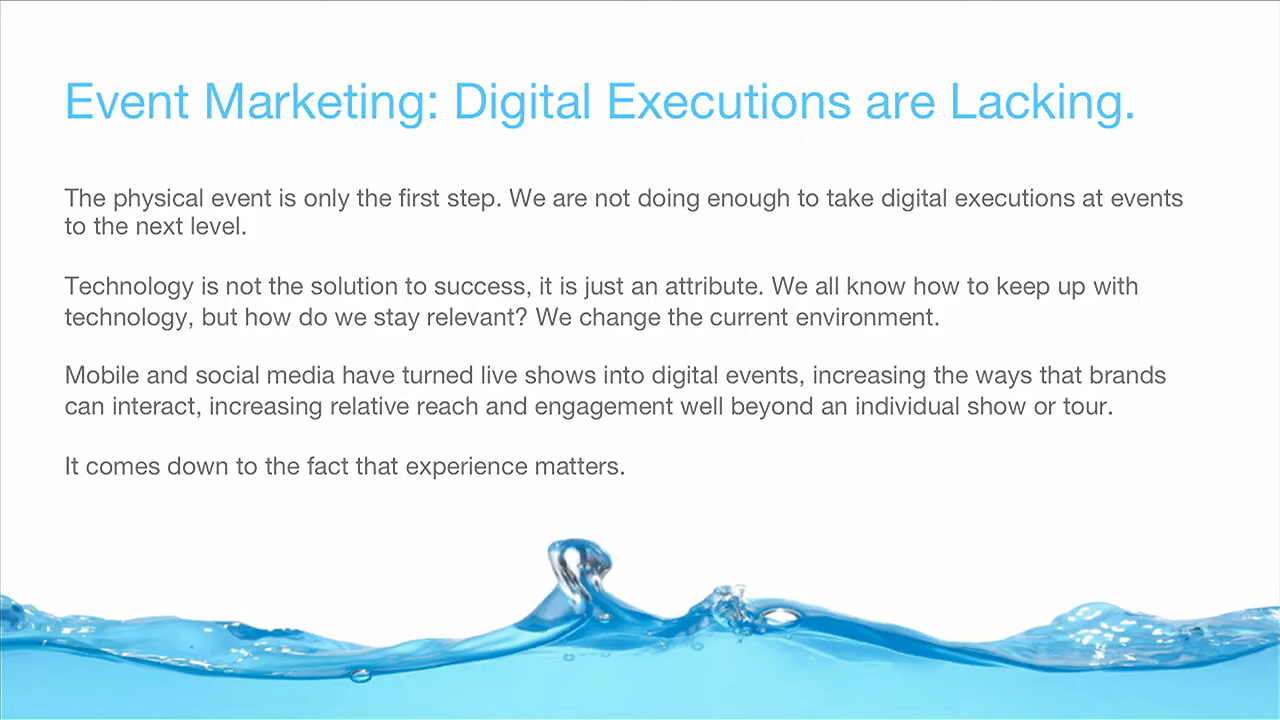 Event Marketing: Digital Executions are Lacking.
The physical event is only the first step. We are not doing enough to take digital executions at events
to the next level.
Technology is not the solution to success, it is just an attribute. We all know how to keep up with
technology, but how do we stay relevant? We change the current environment.
Mobile and social media have turned live shows into digital events, increasing the ways that brands
can interact, increasing relative reach and engagement well beyond an individual show or tour.
It comes down to the fact that experience matters.